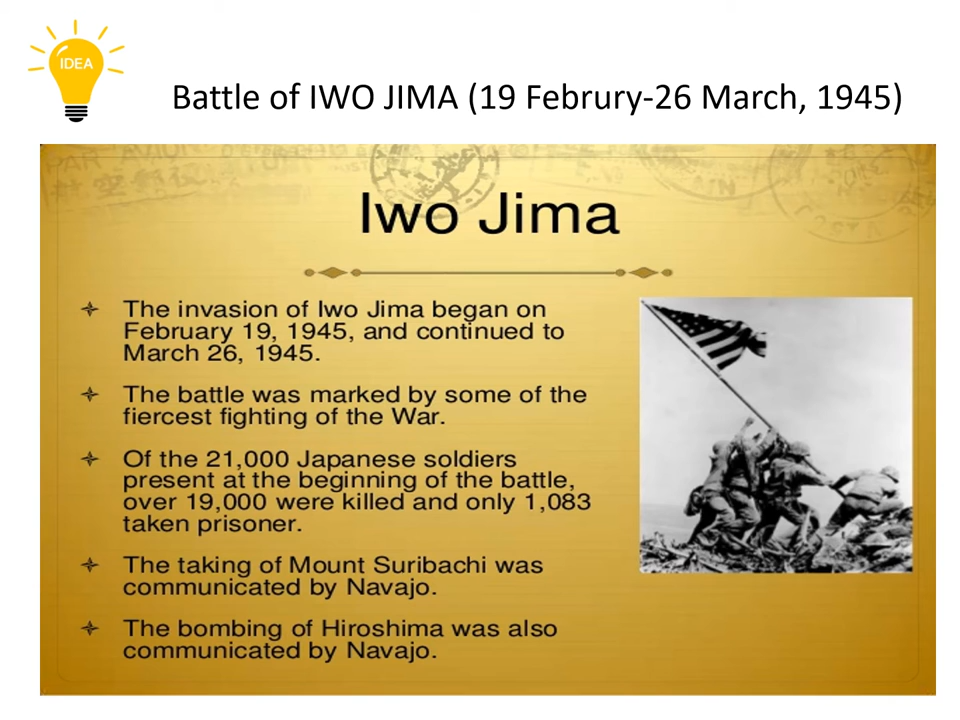 IDEA
Battle of IWO JIMA (19 Februry-26 March, 1945)
PAR AVION
Iwo Jima
The invasion of Iwo Jima began on
February 19, 1945, and continued to
March 26, 1945.
The battle was marked by some of the
fiercest fighting of the War.
Of the 21,000 Japanese soldiers
present at the beginning of the battle,
over 19,000 were killed and only 1,083
taken prisoner.
The taking of Mount Suribachi was
communicated by Navajo.
The bombing of Hiroshima was also
communicated by Navajo.